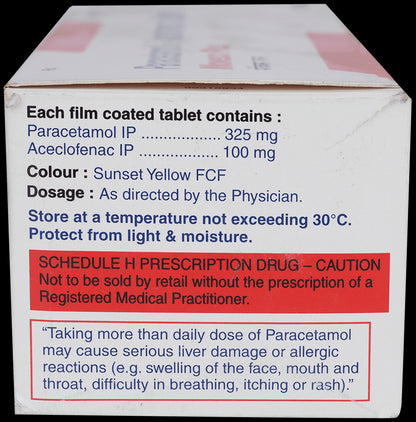 Each film coated tablet contains :
Paracetamol IP ................... 325 mg
Aceclofenac IP .................. 100 mg
Colour : Sunset Yellow FCF
Dosage : As directed by the Physician.
Store at a temperature not exceeding 30°C.
Protect from light & moisture.
SCHEDULE H PRESCRIPTION DRUG – CAUTION
Not to be sold by retail without the prescription of a
Registered Medical Practitioner.
"Taking more than daily dose of Paracetamol
may cause serious liver damage or allergic
reactions (e.g. swelling of the face, mouth and
throat, difficulty in breathing, itching or rash)."